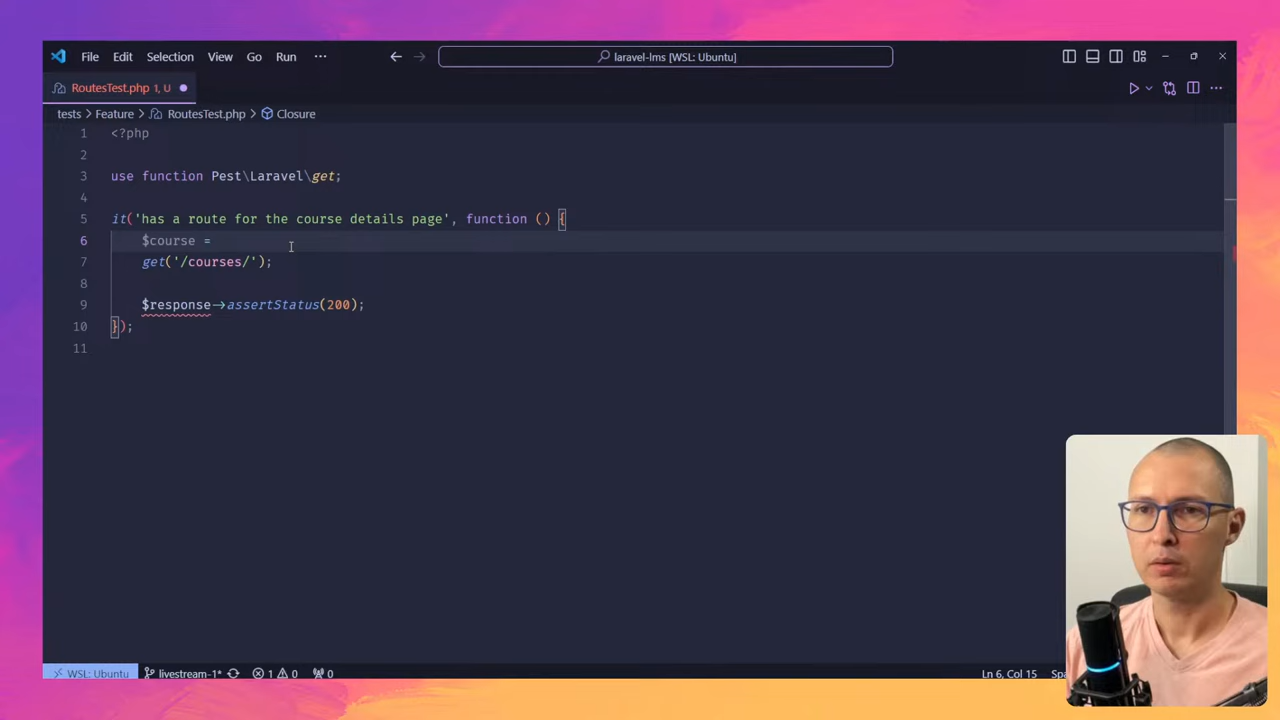 File Edit Selection View Go Run ··· laravel-lms [WSL: Ubuntu]
RoutesTest.php 1, U
tests > Feature > RoutesTest.php > Closure
1 <?php
2
3 use function Pest\Laravel\get;
4
5 it('has a route for the course details page', function () {
6 $course =
7 get('/courses/');
8
9 $response->assertStatus(200);
10 });
11
WSL: Ubuntu livestream-1* 1 0 0 Ln 6, Col 15